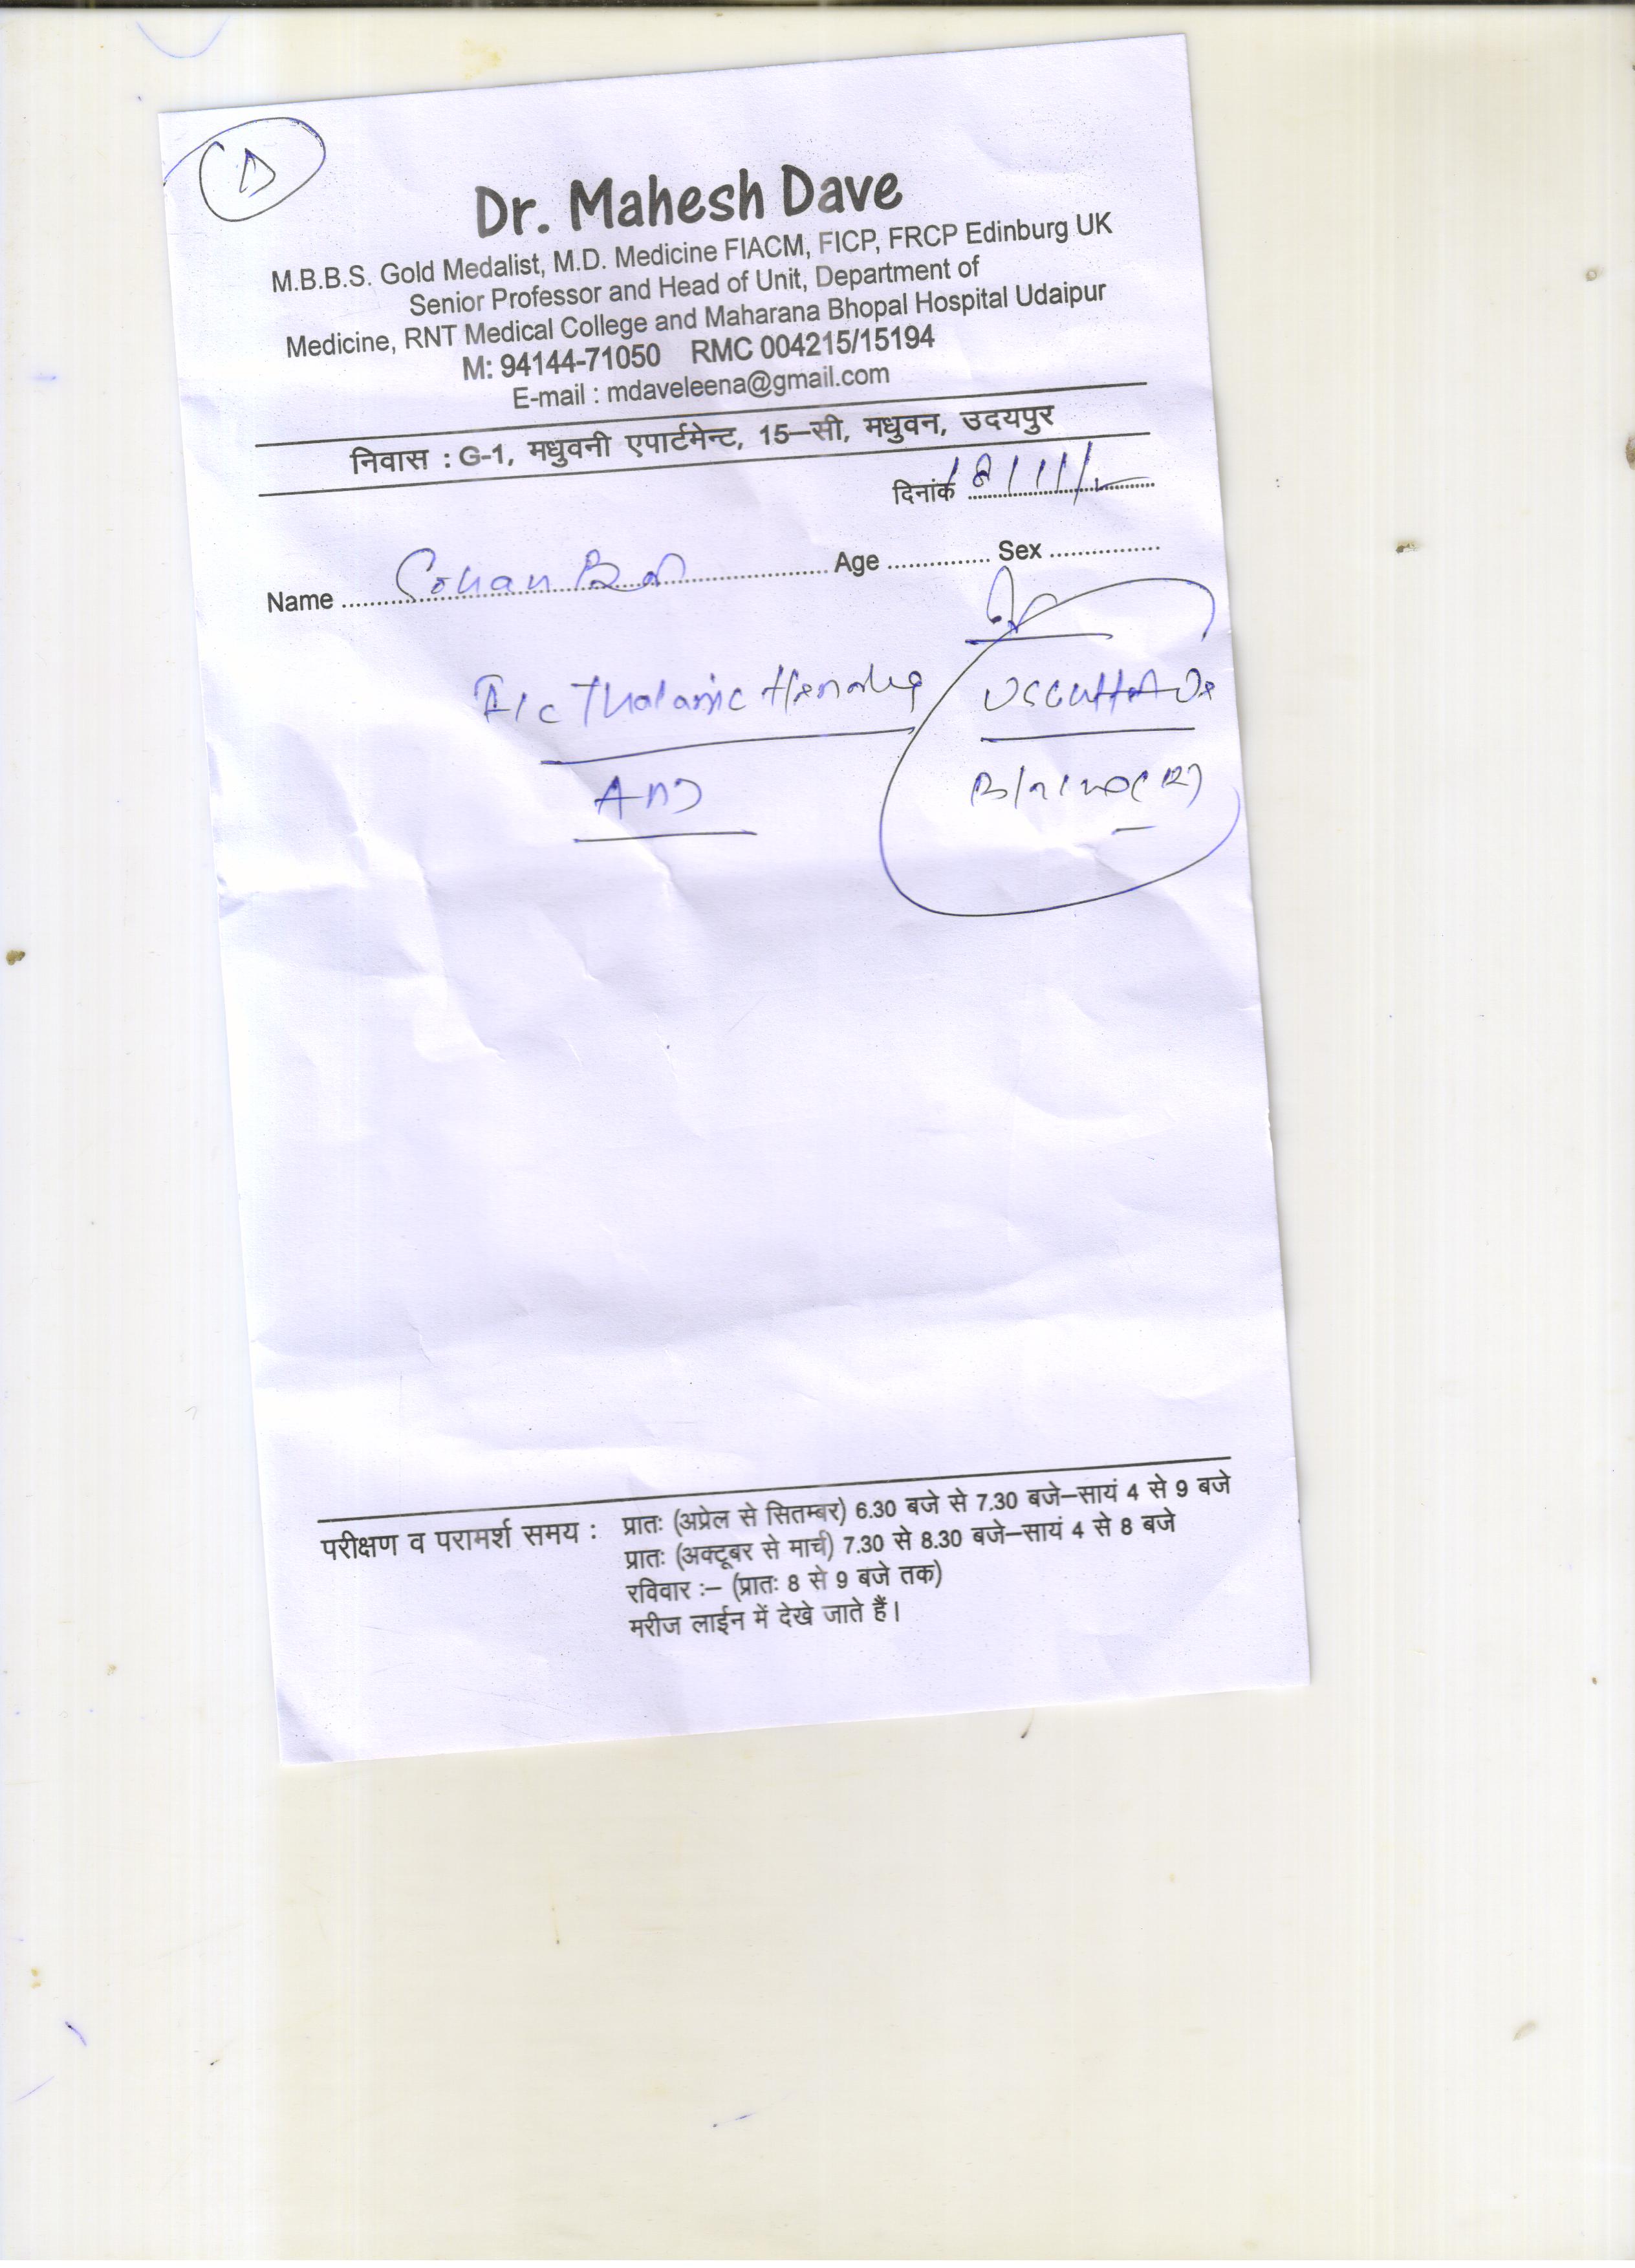 Dr. Mahesh Dave
M.B.B.S. Gold Medalist, M.D. Medicine FIACM, FICP, FRCP Edinburg UK
Senior Professor and Head of Unit, Department of
Medicine, RNT Medical College and Maharana Bhopal Hospital Udaipur
M: 94144-71050 RMC 004215/15194
E-mail : mdaveleena@gmail.com
निवास : G-1, मधुवनी एपार्टमेन्ट, 15–सी, मधुवन, उदयपुर
दिनांक 18/11/
Name Age Sex
Thalamic
परीक्षण व परामर्श समय : प्रातः (अप्रेल से सितम्बर) 6.30 बजे से 7.30 बजे–सायं 4 से 9 बजे
प्रातः (अक्टूबर से मार्च) 7.30 से 8.30 बजे–सायं 4 से 8 बजे
रविवार :– (प्रातः 8 से 9 बजे तक)
मरीज लाईन में देखे जाते हैं।